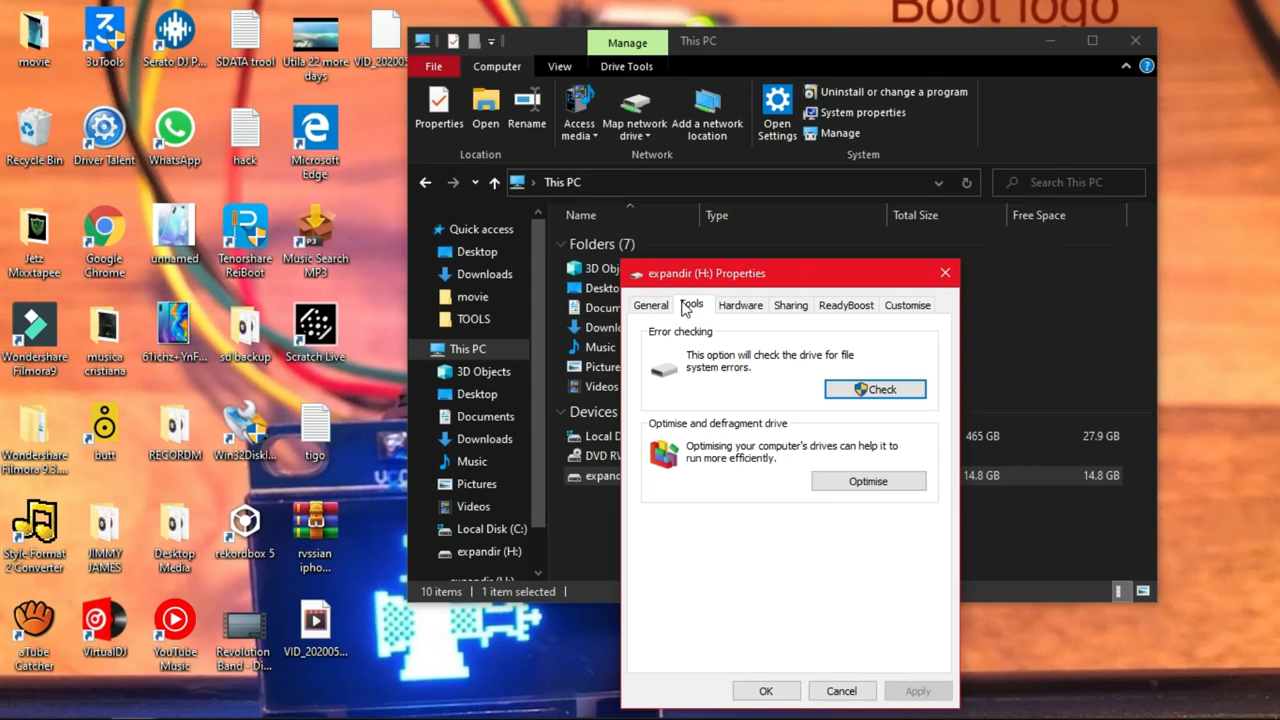 Boot logo
movie
3uTools
Serato DJ P...
SDATA trool
Utila 22 more
days
VID_202005
Recycle Bin
Driver Talent
WhatsApp
hack
Microsoft
Edge
Jetz
Mixxtapee
Google
Chrome
unnamed
Tenorshare
ReiBoot
Music Search
MP3
Wondershare
Filmora9
musica
cristiana
61ichz+YnF...
sd backup
Scratch Live
Wondershare
Filmora 9.3....
butt
RECORDM
Win32DiskI...
tigo
Style Format
2 Converter
JIMMY
JAMES
Desktop
Media
rekordbox 5
rvssian
ipho...
aTube
Catcher
VirtualDJ
YouTube
Music
Revolution
Band - Di...
VID_202005...
Manage
This PC
File
Computer
View
Drive Tools
Properties
Open
Rename
Access
media
Map network
drive
Add a network
location
Open
Settings
Uninstall or change a program
System properties
Manage
Location
Network
System
This PC
Search This PC
Name
Type
Total Size
Free Space
Quick access
Desktop
Downloads
movie
TOOLS
This PC
3D Objects
Desktop
Documents
Downloads
Music
Pictures
Videos
Local Disk (C:)
expandir (H:)
Folders (7)
3D Obj
Deskto
Docum
Downlo
Music
Picture
Videos
Devices
Local D
465 GB
27.9 GB
DVD RV
expand
14.8 GB
14.8 GB
10 items
1 item selected
expandir (H:) Properties
General
Tools
Hardware
Sharing
ReadyBoost
Customise
Error checking
This option will check the drive for file
system errors.
Check
Optimise and defragment drive
Optimising your computer's drives can help it to
run more efficiently.
Optimise
OK
Cancel
Apply